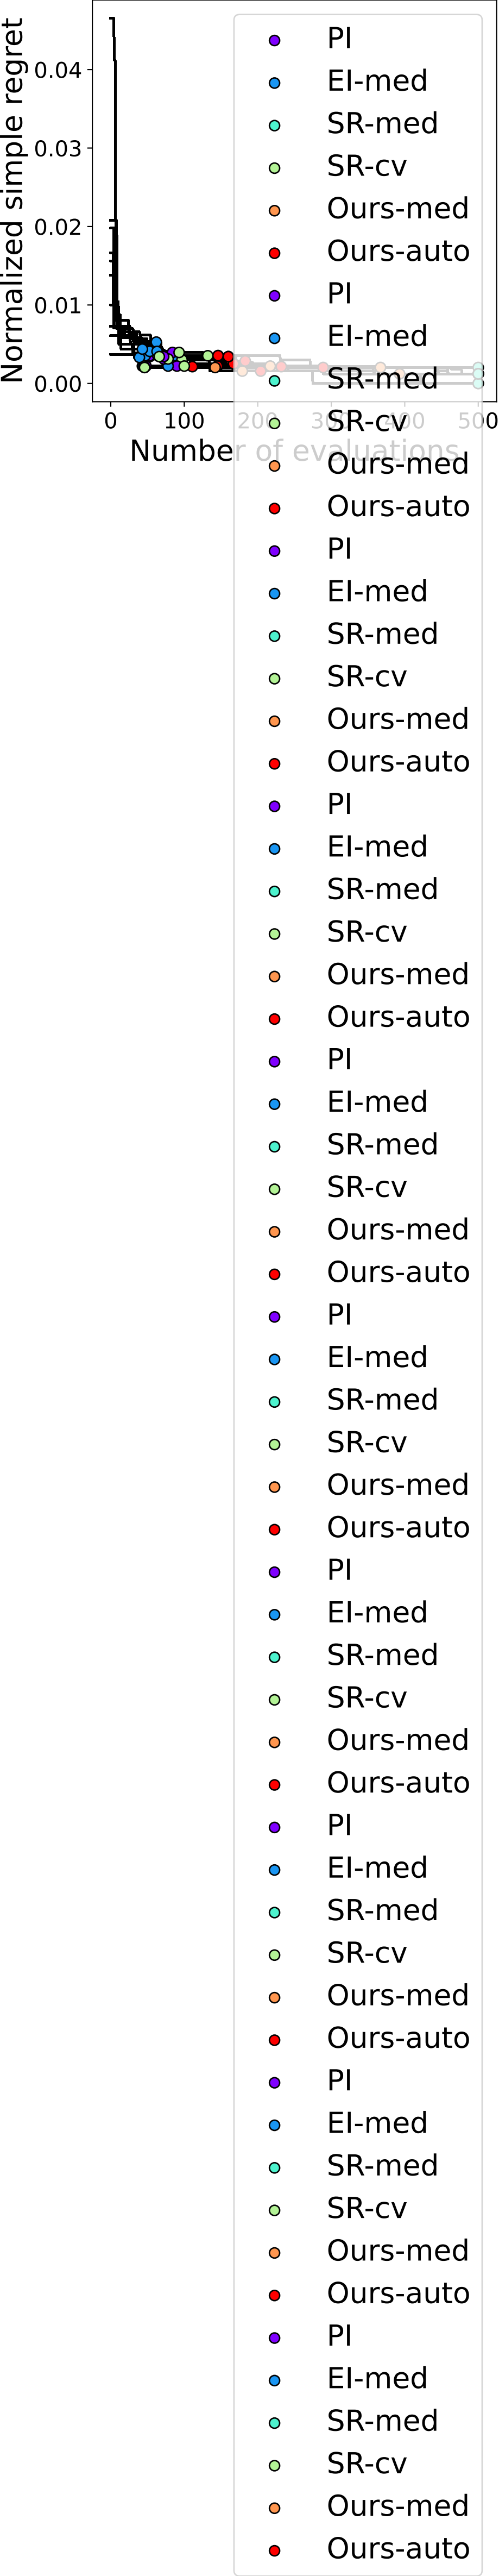 Normalized simple regret
0.04
0.03
0.02
0.01
0.00
0
100
200
300
400
500
Number of evaluations
PI
EI-med
SR-med
SR-cv
Ours-med
Ours-auto
PI
EI-med
SR-med
SR-cv
Ours-med
Ours-auto
PI
EI-med
SR-med
SR-cv
Ours-med
Ours-auto
PI
EI-med
SR-med
SR-cv
Ours-med
Ours-auto
PI
EI-med
SR-med
SR-cv
Ours-med
Ours-auto
PI
EI-med
SR-med
SR-cv
Ours-med
Ours-auto
PI
EI-med
SR-med
SR-cv
Ours-med
Ours-auto
PI
EI-med
SR-med
SR-cv
Ours-med
Ours-auto
PI
EI-med
SR-med
SR-cv
Ours-med
Ours-auto
PI
EI-med
SR-med
SR-cv
Ours-med
Ours-auto